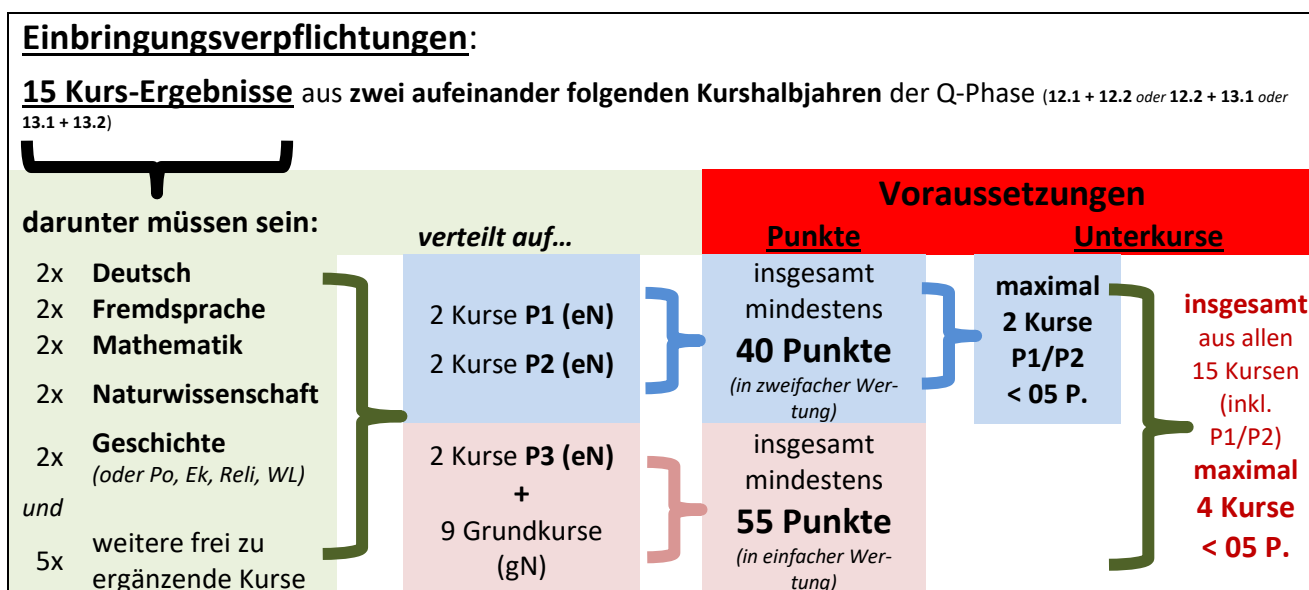 Einbringungsverpflichtungen:
15 Kurs-Ergebnisse aus zwei aufeinander folgenden Kurshalbjahren der Q-Phase (12.1 + 12.2 oder 12.2 + 13.1 oder
13.1 + 13.2)
darunter müssen sein:
2x Deutsch
2x Fremdsprache
2x Mathematik
2x Naturwissenschaft
2x Geschichte
(oder Po, Ek, Reli, WL)
und
5x weitere frei zu
ergänzende Kurse
verteilt auf…
2 Kurse P1 (eN)
2 Kurse P2 (eN)
2 Kurse P3 (eN)
+
9 Grundkurse
(gN)
Voraussetzungen
Punkte
insgesamt
mindestens
40 Punkte
(in zweifacher Wer-
tung)
insgesamt
mindestens
55 Punkte
(in einfacher Wer-
tung)
Unterkurse
maximal
2 Kurse
P1/P2
< 05 P.
insgesamt
aus allen
15 Kursen
(inkl.
P1/P2)
maximal
4 Kurse
< 05 P.